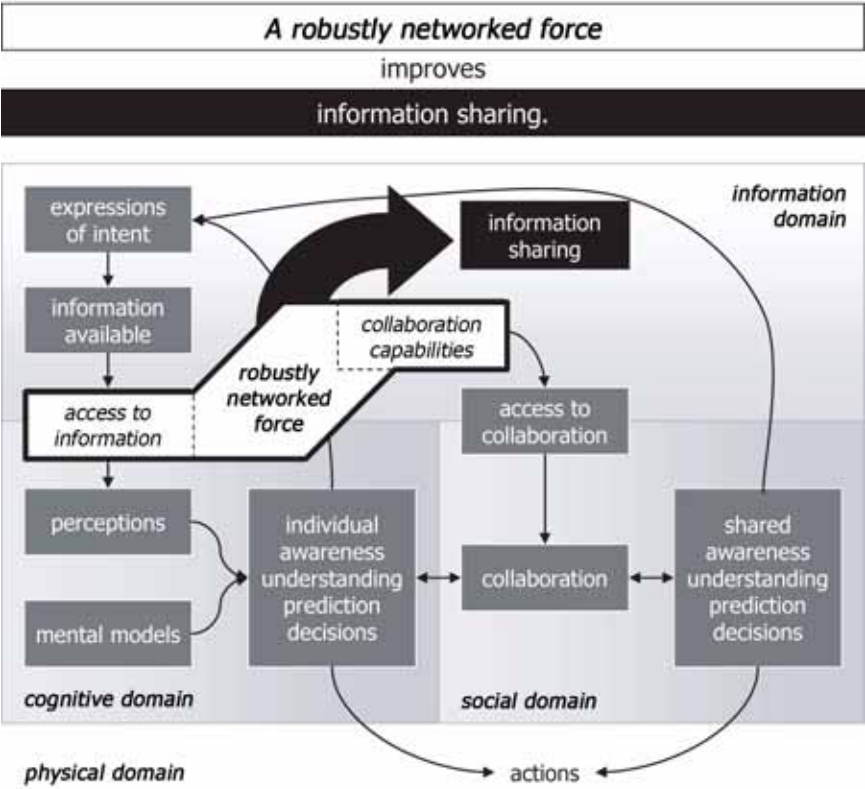 A robustly networked force
improves
information sharing.
information
domain
expressions
of intent
information
sharing
information
available
collaboration
capabilities
robustly
networked
force
access to
information
access to
collaboration
perceptions
individual
awareness
understanding
prediction
decisions
collaboration
shared
awareness
understanding
prediction
decisions
mental models
cognitive domain
social domain
physical domain
actions